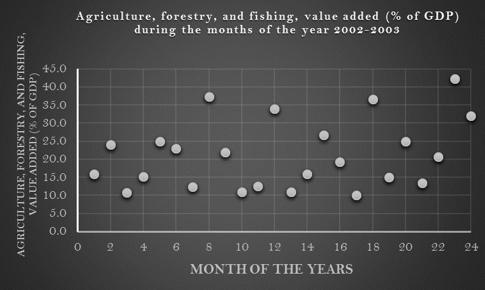 Agriculture, forestry, and fishing, value added (% of GDP)
during the months of the year 2002-2003
AGRICULTURE, FORESTRY, AND FISHING,
VALUE ADDED (% OF GDP)
45.0
40.0
35.0
30.0
25.0
20.0
15.0
10.0
5.0
0.0
0 2 4 6 8 10 12 14 16 18 20 22 24
MONTH OF THE YEARS